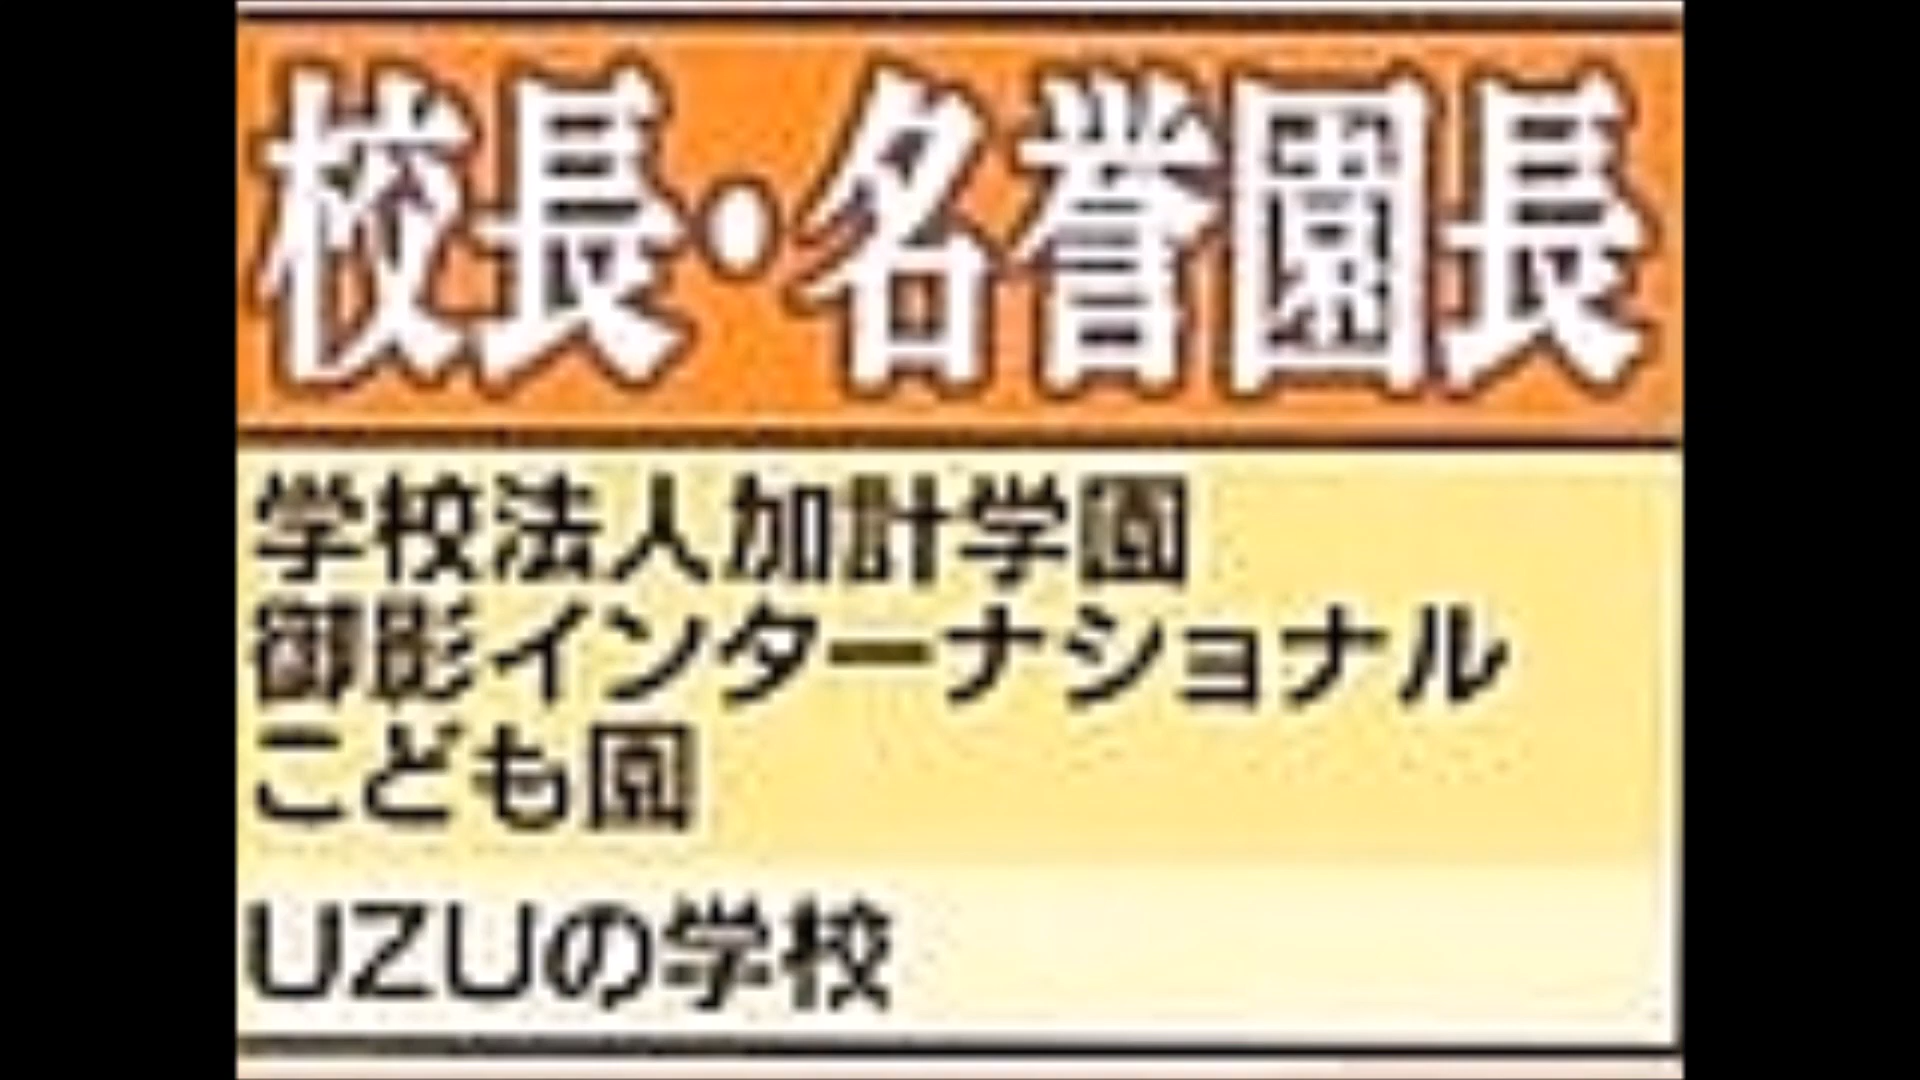 校長・名誉園長
学校法人加計学園
御影インターナショナル
こども園
UZUの学校